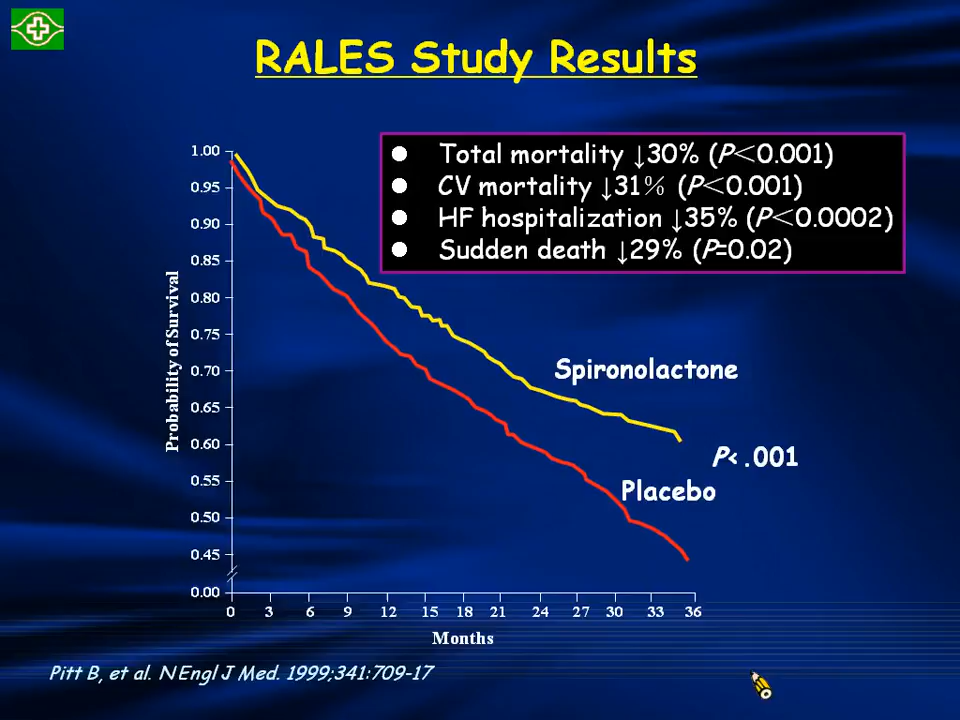 RALES Study Results
● Total mortality ↓30% (P＜0.001)
● CV mortality ↓31％ (P＜0.001)
● HF hospitalization ↓35% (P＜0.0002)
● Sudden death ↓29% (P=0.02)
Probability of Survival
1.00
0.95
0.90
0.85
0.80
0.75
0.70
0.65
0.60
0.55
0.50
0.45
0.00
Spironolactone
P<.001
Placebo
0 3 6 9 12 15 18 21 24 27 30 33 36
Months
Pitt B, et al. N Engl J Med. 1999;341:709-17